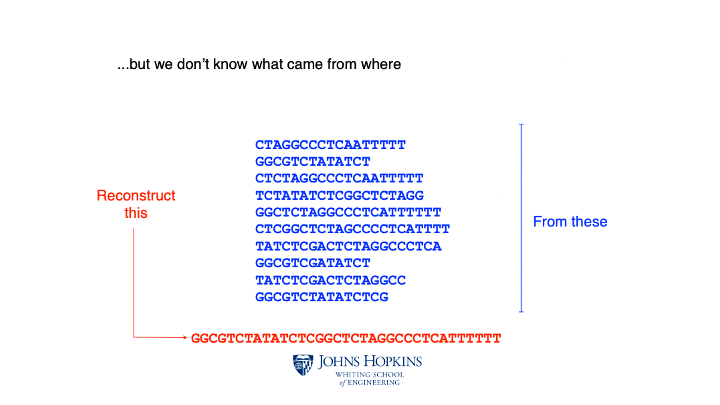 ...but we don't know what came from where
CTAGGCCCTCAATTTTT
GGCGTCTATATCT
CTCTAGGCCCTCAATTTTT
TCTATATCTCGGCTCTAGG
GGCTCTAGGCCCTCATTTTTT
CTCGGCTCTAGCCCCTCATTTT
TATCTCGACTCTAGGCCCTCA
GGCGTCGATATCT
TATCTCGACTCTAGGCC
GGCGTCTATATCTCG
Reconstruct
this
From these
GGCGTCTATATCTCGGCTCTAGGCCCTCATTTTTT
JOHNS HOPKINS
WHITING SCHOOL
of ENGINEERING